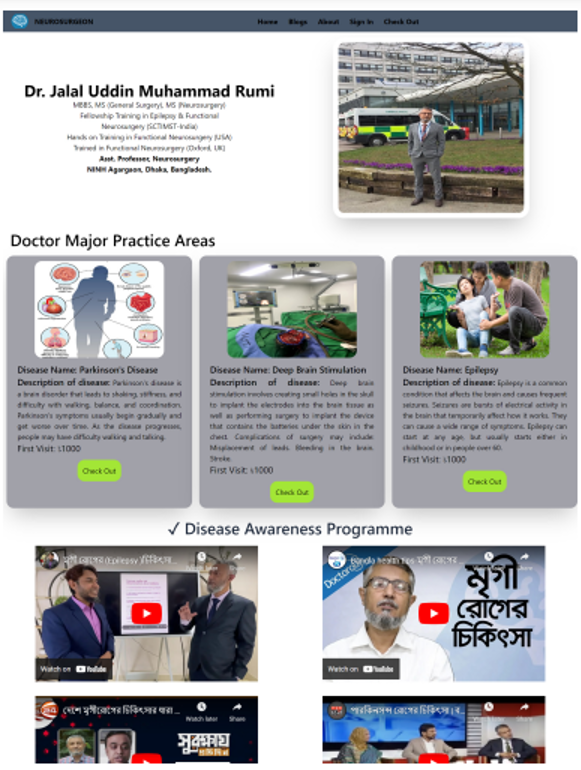 NEUROSURGEON
Home Blogs About Sign In Check Out
Dr. Jalal Uddin Muhammad Rumi
MBBS, MS (General Surgery), MS (Neurosurgery)
Fellowship Training in Epilepsy & Functional
Neurosurgery (SCTIMST-India)
Hands on Training in Functional Neurosurgery (USA)
Trained in Functional Neurosurgery (Oxford, UK)
Asst. Professor, Neurosurgery
NINH Agargaon, Dhaka, Bangladesh.
Doctor Major Practice Areas
Disease Name: Parkinson's Disease
Description of disease: Parkinson's disease is
a brain disorder that leads to shaking, stiffness, and
difficulty with walking, balance, and coordination.
Parkinson's symptoms usually begin gradually and
get worse over time. As the disease progresses,
people may have difficulty walking and talking.
First Visit: ৳1000
Check Out
Disease Name: Deep Brain Stimulation
Description of disease: Deep brain
stimulation involves creating small holes in the skull
to implant the electrodes into the brain tissue as
well as performing surgery to implant the device
that contains the batteries under the skin in the
chest. Complications of surgery may include:
Misplacement of leads. Bleeding in the brain.
Stroke.
First Visit: ৳1000
Check Out
Disease Name: Epilepsy
Description of disease: Epilepsy is a common
condition that affects the brain and causes frequent
seizures. Seizures are bursts of electrical activity in
the brain that temporarily affect how it works. They
can cause a wide range of symptoms. Epilepsy can
start at any age, but usually starts either in
childhood or in people over 60.
First Visit: ৳1000
Check Out
✓ Disease Awareness Programme
মৃগী রোগের (Epilepsy) চিকিৎসা...
Watch on YouTube
Bangla health tips মৃগী রোগের
মৃগী
রোগের
চিকিৎসা
Watch on YouTube
দেশে মৃগীরোগের চিকিৎসার ধারা...
Watch later Share
পারকিনসন্স রোগের চিকিৎসা। ব...